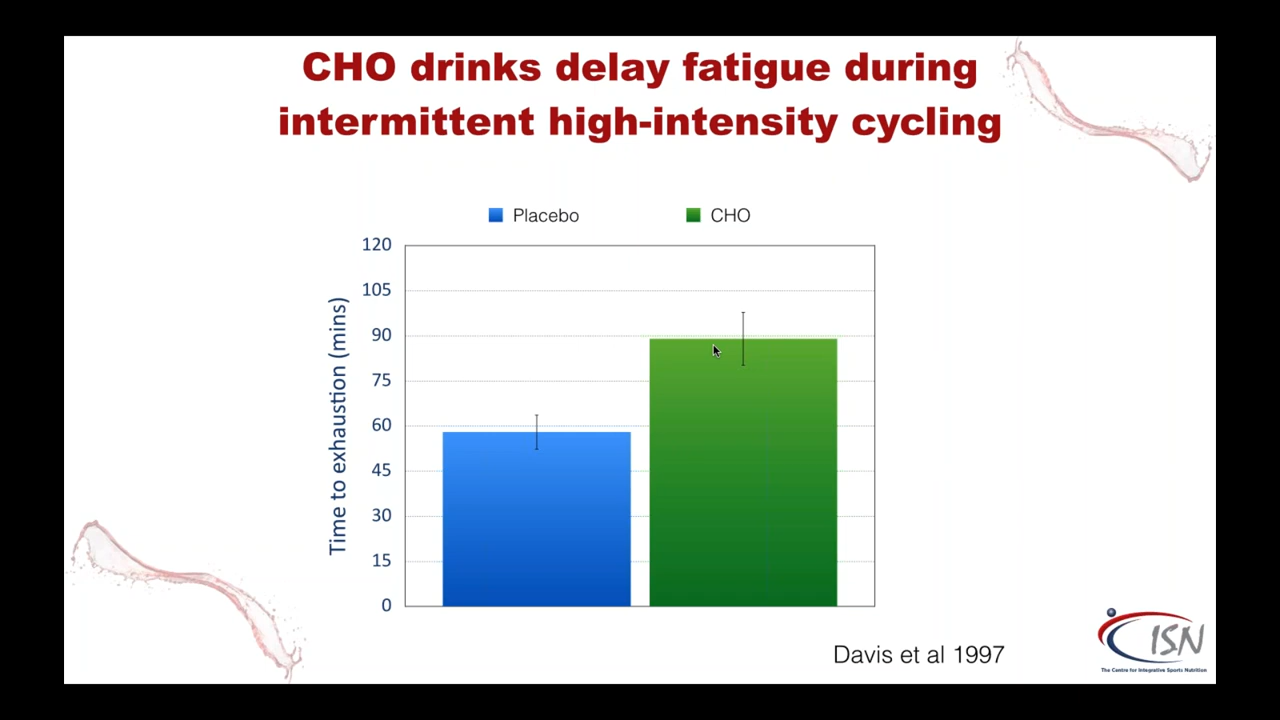 CHO drinks delay fatigue during
intermittent high-intensity cycling
Placebo CHO
Time to exhaustion (mins)
120
105
90
75
60
45
30
15
0
Davis et al 1997
ISN
The Centre for Integrative Sports Nutrition